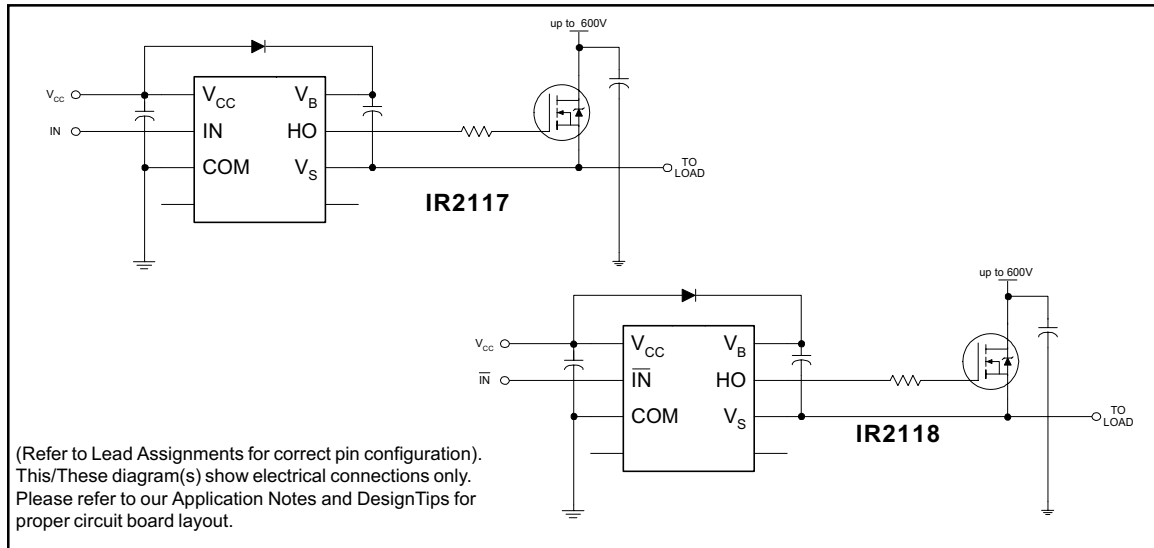 up to 600V
VCC
VCC
VB
IN
IN
HO
COM
VS
TO
LOAD
IR2117
up to 600V
VCC
VCC
VB
I̅N̅
I̅N̅
HO
COM
VS
TO
LOAD
IR2118
(Refer to Lead Assignments for correct pin configuration).
This/These diagram(s) show electrical connections only.
Please refer to our Application Notes and DesignTips for
proper circuit board layout.